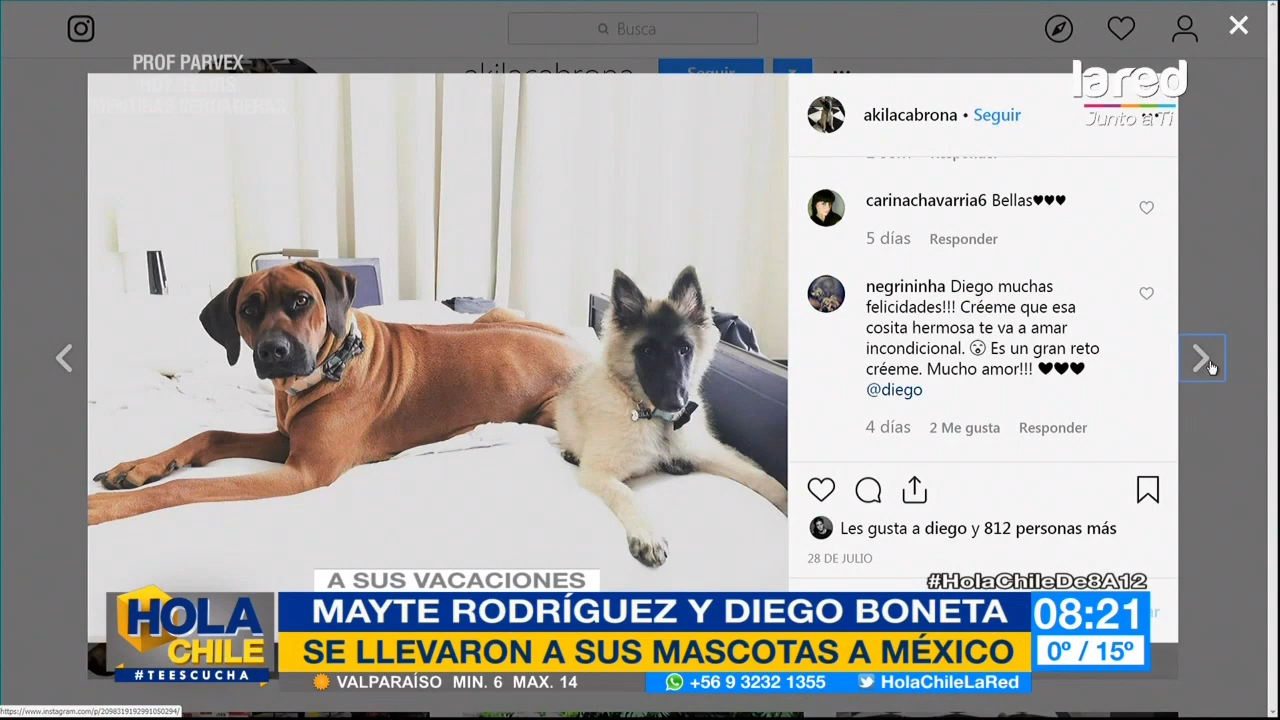 Busca
PROF PARVEX
akilacabrona
Seguir
lared
Junto a Ti
akilacabrona • Seguir
Responder
carinachavarria6 Bellas♥♥♥
5 días Responder
negrininha Diego muchas
felicidades!!! Créeme que esa
cosita hermosa te va a amar
incondicional. 😮 Es un gran reto
créeme. Mucho amor!!! ♥♥♥
@diego
4 días 2 Me gusta Responder
Les gusta a diego y 812 personas más
28 DE JULIO
#HolaChileDe8A12
A SUS VACACIONES
HOLA
CHILE
#TEESCUCHA
MAYTE RODRÍGUEZ Y DIEGO BONETA
SE LLEVARON A SUS MASCOTAS A MÉXICO
08:21
0º / 15º
VALPARAÍSO MIN. 6 MAX. 14
+56 9 3232 1355
HolaChileLaRed
https://www.instagram.com/p/2098319192991050294/